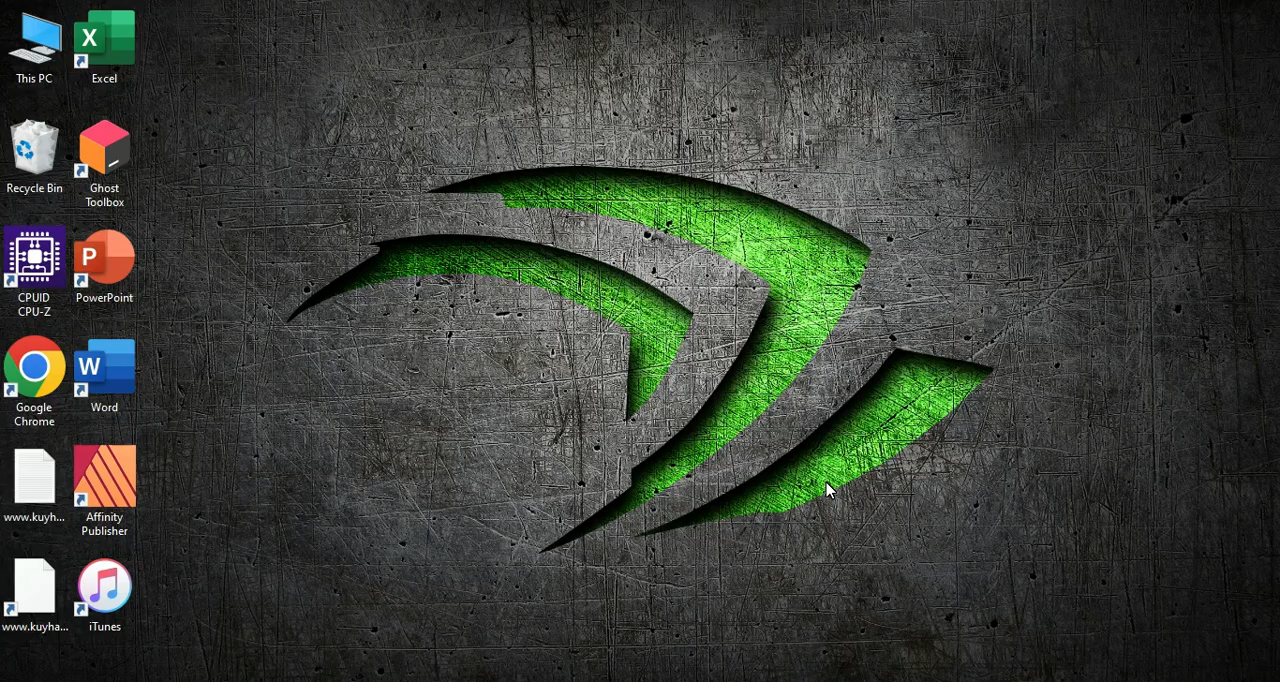 This PC
Excel
Recycle Bin
Ghost
Toolbox
CPUID
CPU-Z
PowerPoint
Google
Chrome
Word
www.kuyh...
Affinity
Publisher
www.kuyha...
iTunes